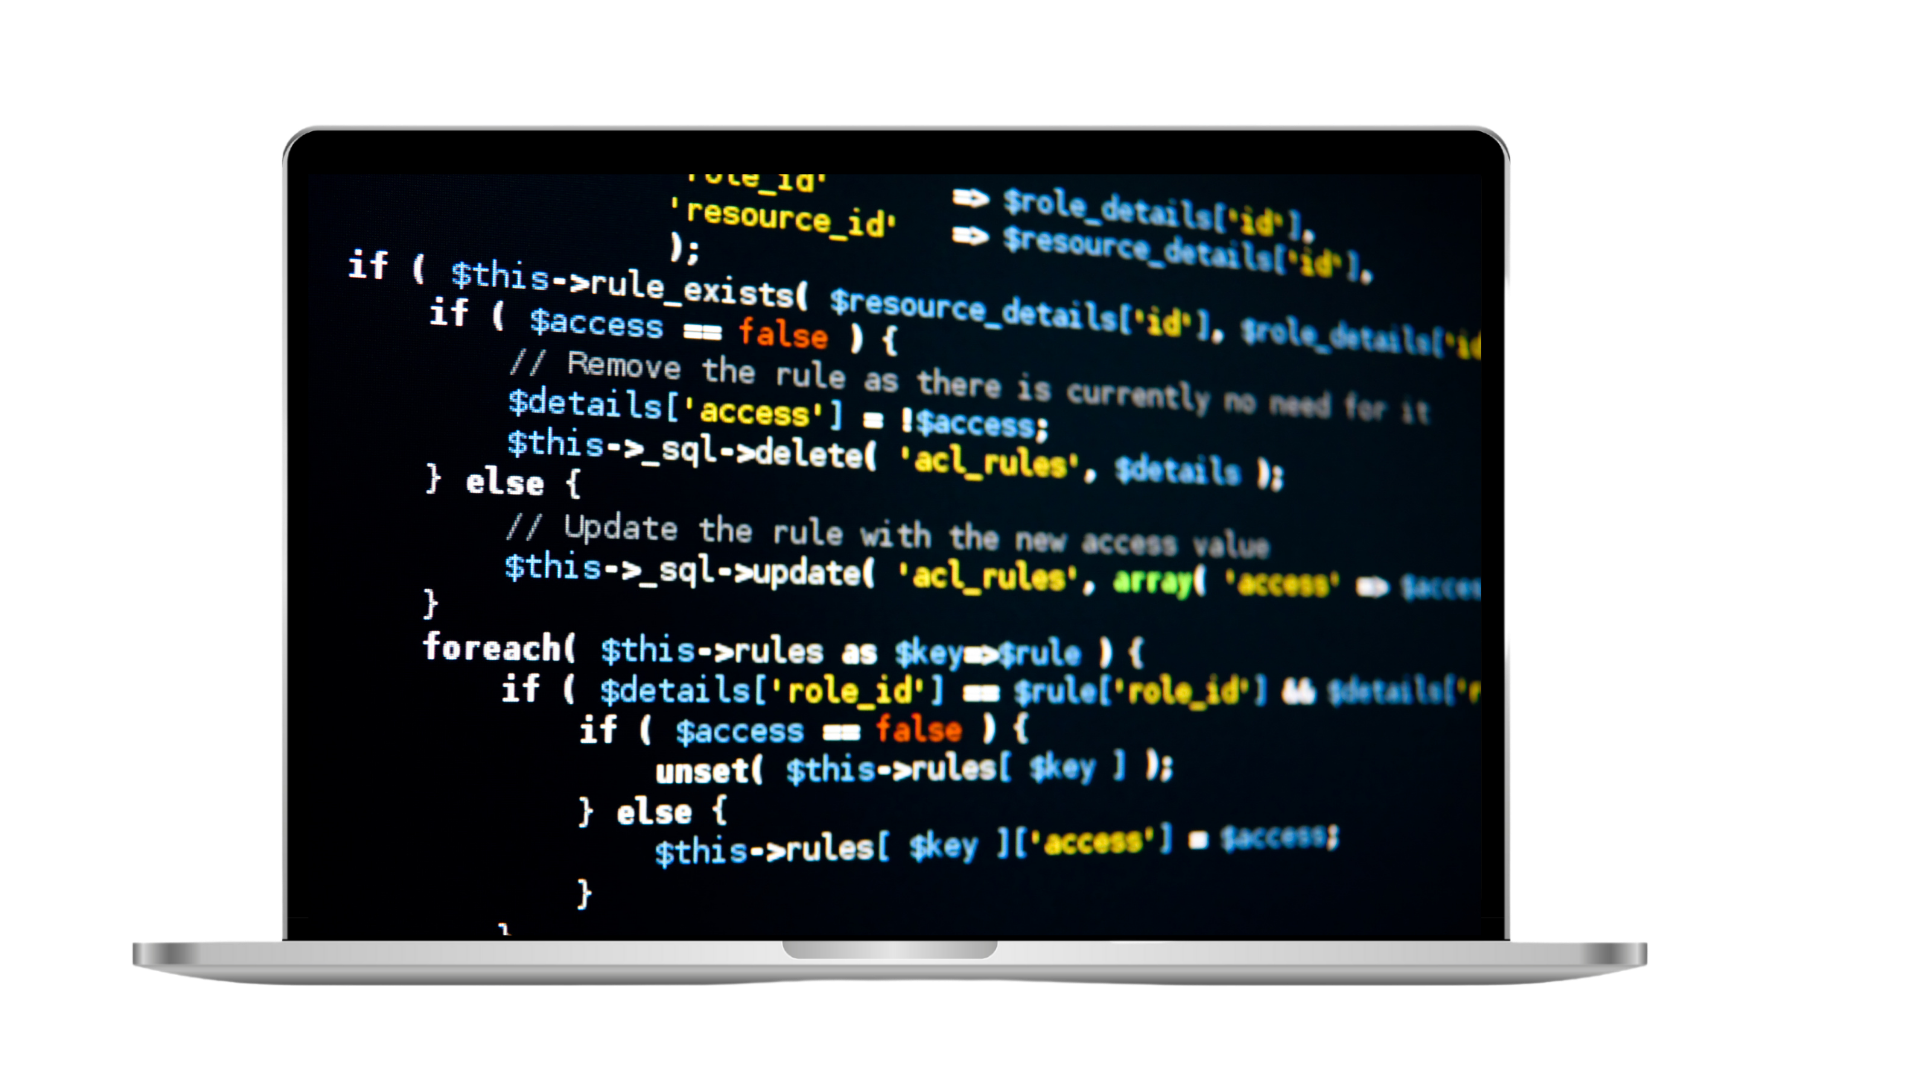 'role_id' => $role_details['id'],
'resource_id' => $resource_details['id'],
);
if ( $this->rule_exists( $resource_details['id'], $role_details['id
if ( $access == false ) {
// Remove the rule as there is currently no need for it
$details['access'] = !$access;
$this->_sql->delete( 'acl_rules', $details );
} else {
// Update the rule with the new access value
$this->_sql->update( 'acl_rules', array( 'access' =>
}
foreach( $this->rules as $key=>$rule ) {
if ( $details['role_id'] == $rule['role_id'] && $details['r
if ( $access == false ) {
unset( $this->rules[ $key ] );
} else {
$this->rules[ $key ]['access'] = $access;
}
}